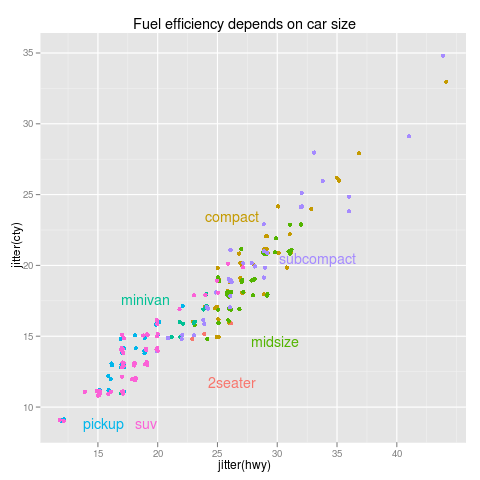 Fuel efficiency depends on car size
jitter(cty)
35
30
25
20
15
10
compact
subcompact
minivan
midsize
2seater
pickup
suv
15
20
25
30
35
40
jitter(hwy)